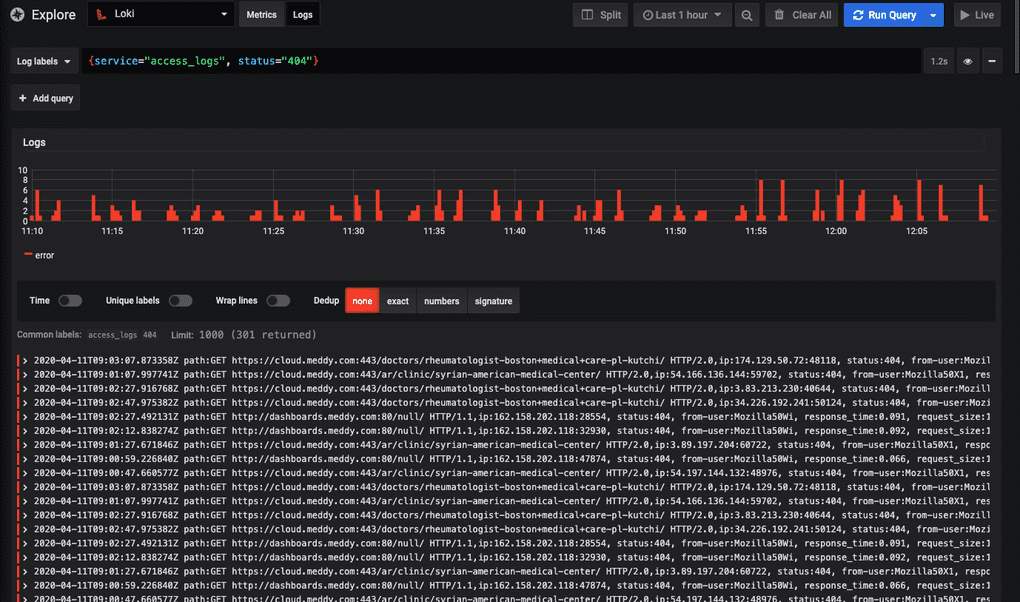 Explore Loki Metrics Logs Split Last 1 hour Clear All Run Query Live
Log labels {service="access_logs", status="404"} 1.2s
+ Add query
Logs
10
8
6
4
2
0
11:10 11:15 11:20 11:25 11:30 11:35 11:40 11:45 11:50 11:55 12:00 12:05
error
Time Unique labels Wrap lines Dedup none exact numbers signature
Common labels: access_logs 404 Limit: 1000 (301 returned)
> 2020-04-11T09:03:07.873358Z path:GET https://cloud.meddy.com:443/doctors/rheumatologist-boston+medical+care-pl-kutchi/ HTTP/2.0,ip:174.129.50.72:48118, status:404, from-user:Mozil
> 2020-04-11T09:01:07.997741Z path:GET https://cloud.meddy.com:443/ar/clinic/syrian-american-medical-center/ HTTP/2.0,ip:54.166.136.144:59702, status:404, from-user:Mozilla50X1, res
> 2020-04-11T09:02:27.916768Z path:GET https://cloud.meddy.com:443/doctors/rheumatologist-boston+medical+care-pl-kutchi/ HTTP/2.0,ip:3.83.213.230:40644, status:404, from-user:Mozill
> 2020-04-11T09:02:47.975382Z path:GET https://cloud.meddy.com:443/doctors/rheumatologist-boston+medical+care-pl-kutchi/ HTTP/2.0,ip:34.226.192.241:50124, status:404, from-user:Mozi
> 2020-04-11T09:02:27.492131Z path:GET http://dashboards.meddy.com:80/null/ HTTP/1.1,ip:162.158.202.118:28554, status:404, from-user:Mozilla50Wi, response_time:0.091, request_size:1
> 2020-04-11T09:02:12.838274Z path:GET http://dashboards.meddy.com:80/null/ HTTP/1.1,ip:162.158.202.118:32930, status:404, from-user:Mozilla50Wi, response_time:0.092, request_size:1
> 2020-04-11T09:01:27.671846Z path:GET https://cloud.meddy.com:443/ar/clinic/syrian-american-medical-center/ HTTP/2.0,ip:3.89.197.204:60722, status:404, from-user:Mozilla50X1, respo
> 2020-04-11T09:00:59.226840Z path:GET http://dashboards.meddy.com:80/null/ HTTP/1.1,ip:162.158.202.118:47874, status:404, from-user:Mozilla50Wi, response_time:0.066, request_size:1
> 2020-04-11T09:00:47.660577Z path:GET https://cloud.meddy.com:443/ar/clinic/syrian-american-medical-center/ HTTP/2.0,ip:54.197.144.132:48976, status:404, from-user:Mozilla50X1, res
> 2020-04-11T09:03:07.873358Z path:GET https://cloud.meddy.com:443/doctors/rheumatologist-boston+medical+care-pl-kutchi/ HTTP/2.0,ip:174.129.50.72:48118, status:404, from-user:Mozil
> 2020-04-11T09:01:07.997741Z path:GET https://cloud.meddy.com:443/ar/clinic/syrian-american-medical-center/ HTTP/2.0,ip:54.166.136.144:59702, status:404, from-user:Mozilla50X1, res
> 2020-04-11T09:02:27.916768Z path:GET https://cloud.meddy.com:443/doctors/rheumatologist-boston+medical+care-pl-kutchi/ HTTP/2.0,ip:3.83.213.230:40644, status:404, from-user:Mozill
> 2020-04-11T09:02:47.975382Z path:GET https://cloud.meddy.com:443/doctors/rheumatologist-boston+medical+care-pl-kutchi/ HTTP/2.0,ip:34.226.192.241:50124, status:404, from-user:Mozi
> 2020-04-11T09:02:27.492131Z path:GET http://dashboards.meddy.com:80/null/ HTTP/1.1,ip:162.158.202.118:28554, status:404, from-user:Mozilla50Wi, response_time:0.091, request_size:1
> 2020-04-11T09:02:12.838274Z path:GET http://dashboards.meddy.com:80/null/ HTTP/1.1,ip:162.158.202.118:32930, status:404, from-user:Mozilla50Wi, response_time:0.092, request_size:1
> 2020-04-11T09:01:27.671846Z path:GET https://cloud.meddy.com:443/ar/clinic/syrian-american-medical-center/ HTTP/2.0,ip:3.89.197.204:60722, status:404, from-user:Mozilla50X1, respo
> 2020-04-11T09:00:59.226840Z path:GET http://dashboards.meddy.com:80/null/ HTTP/1.1,ip:162.158.202.118:47874, status:404, from-user:Mozilla50Wi, response_time:0.066, request_size:1
> 2020-04-11T09:00:47.660577Z path:GET https://cloud.meddy.com:443/ar/clinic/syrian-american-medical-center/ HTTP/2.0,ip:54.197.144.132:48976, status:404, from-user:Mozilla50X1, res